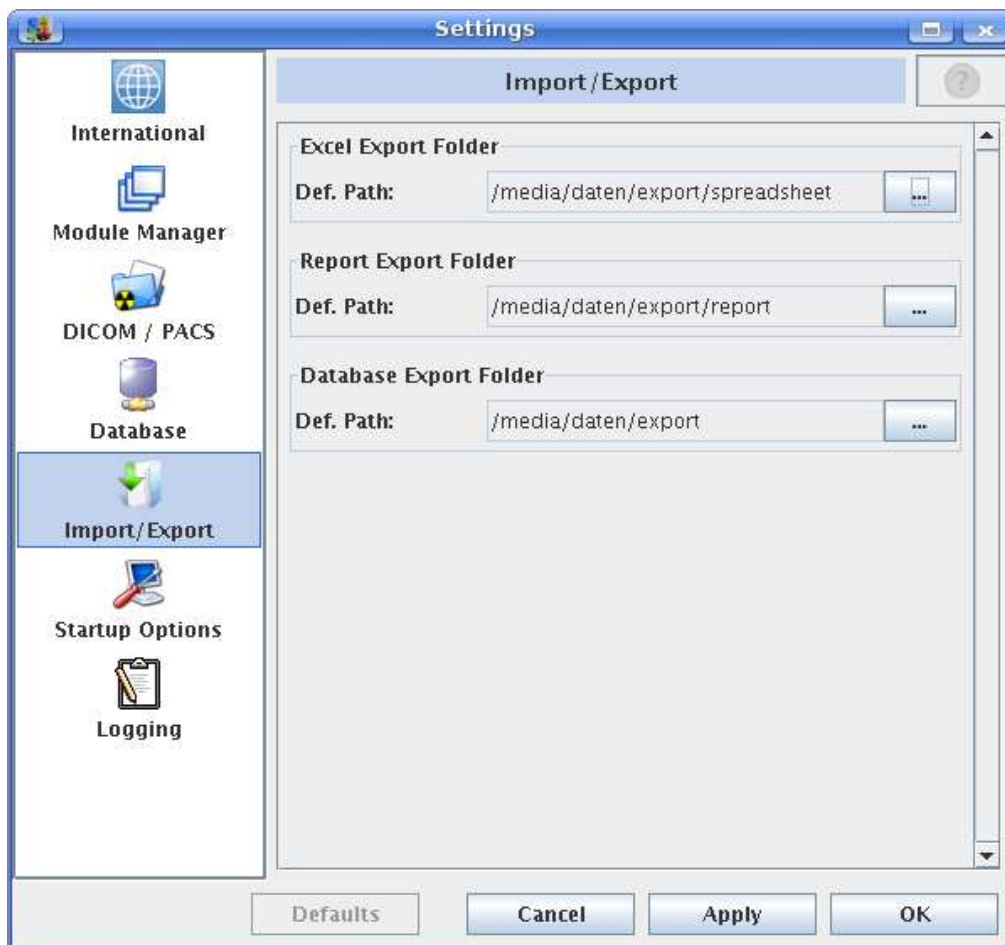 Settings
International
Module Manager
DICOM / PACS
Database
Import/Export
Startup Options
Logging
Import/Export
?
Excel Export Folder
Def. Path: /media/daten/export/spreadsheet ...
Report Export Folder
Def. Path: /media/daten/export/report ...
Database Export Folder
Def. Path: /media/daten/export ...
Defaults Cancel Apply OK